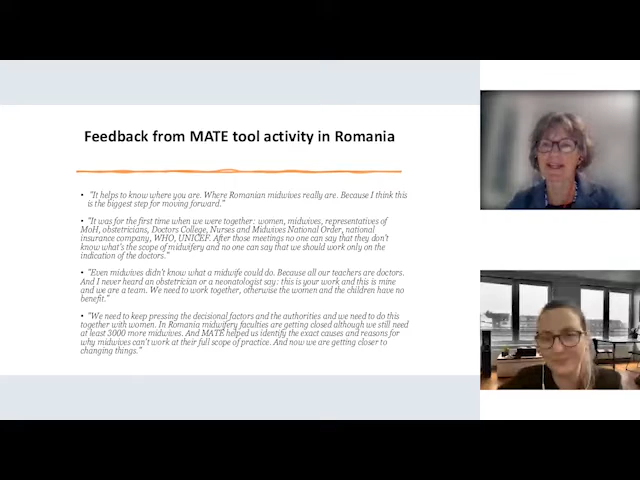 Feedback from MATE tool activity in Romania
• "It helps to know where you are. Where Romanian midwives really are. Because I think this
is the biggest step for moving forward."
• "It was for the first time when we were together: women, midwives, representatives of
MoH, obstetricians, Doctors College, Nurses and Midwives National Order, national
insurance company, WHO, UNICEF. After those meetings no one can say that they don't
know what's the scope of midwifery and no one can say that we should work only on the
indication of the doctors."
• "Even midwives didn't know what a midwife could do. Because all our teachers are doctors.
And I never heard an obstetrician or a neonatologist say: this is your work and this is mine
and we are a team. We need to work together, otherwise the women and the children have no
benefit."
• "We need to keep pressing the decisional factors and the authorities and we need to do this
together with women. In Romania midwifery faculties are getting closed although we still need
at least 3000 more midwives. And MATE helped us identify the exact causes and reasons for
why midwives can't work at their full scope of practice. And now we are getting closer to
changing things."